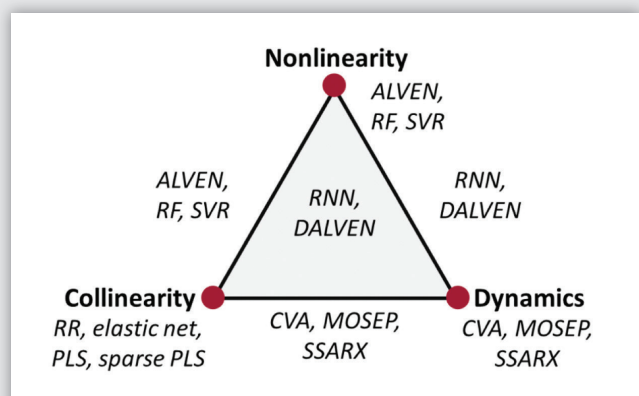 Nonlinearity
ALVEN,
RF, SVR
ALVEN,
RF, SVR
RNN,
DALVEN
RNN,
DALVEN
Collinearity
RR, elastic net,
PLS, sparse PLS
CVA, MOSEP,
SSARX
Dynamics
CVA, MOSEP,
SSARX